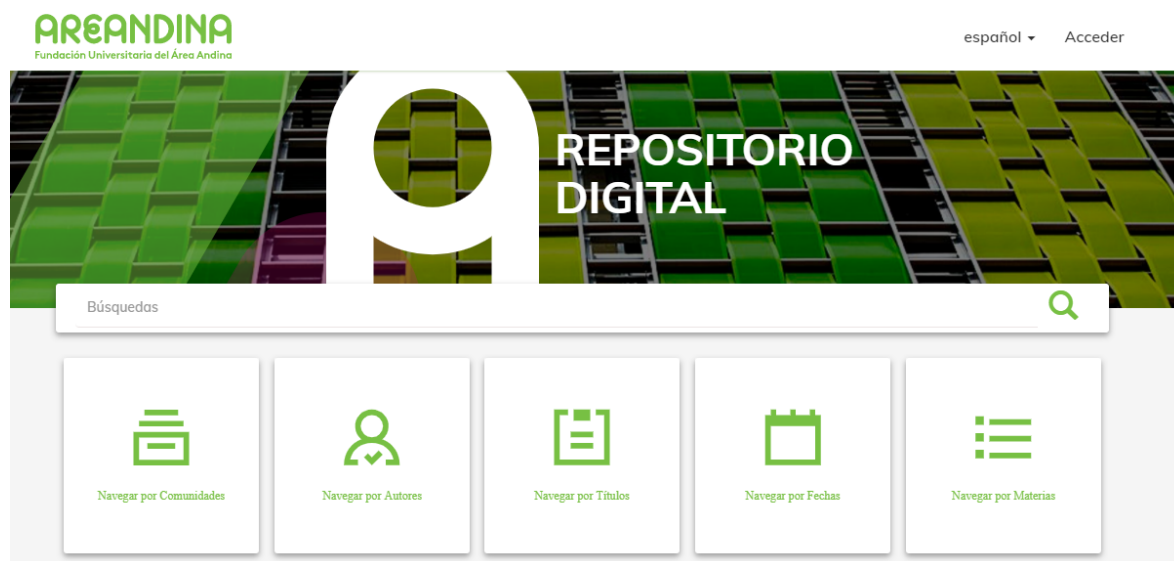 AREANDINA
Fundación Universitaria del Área Andina
español
Acceder
REPOSITORIO
DIGITAL
Búsquedas
Navegar por Comunidades
Navegar por Autores
Navegar por Títulos
Navegar por Fechas
Navegar por Materias